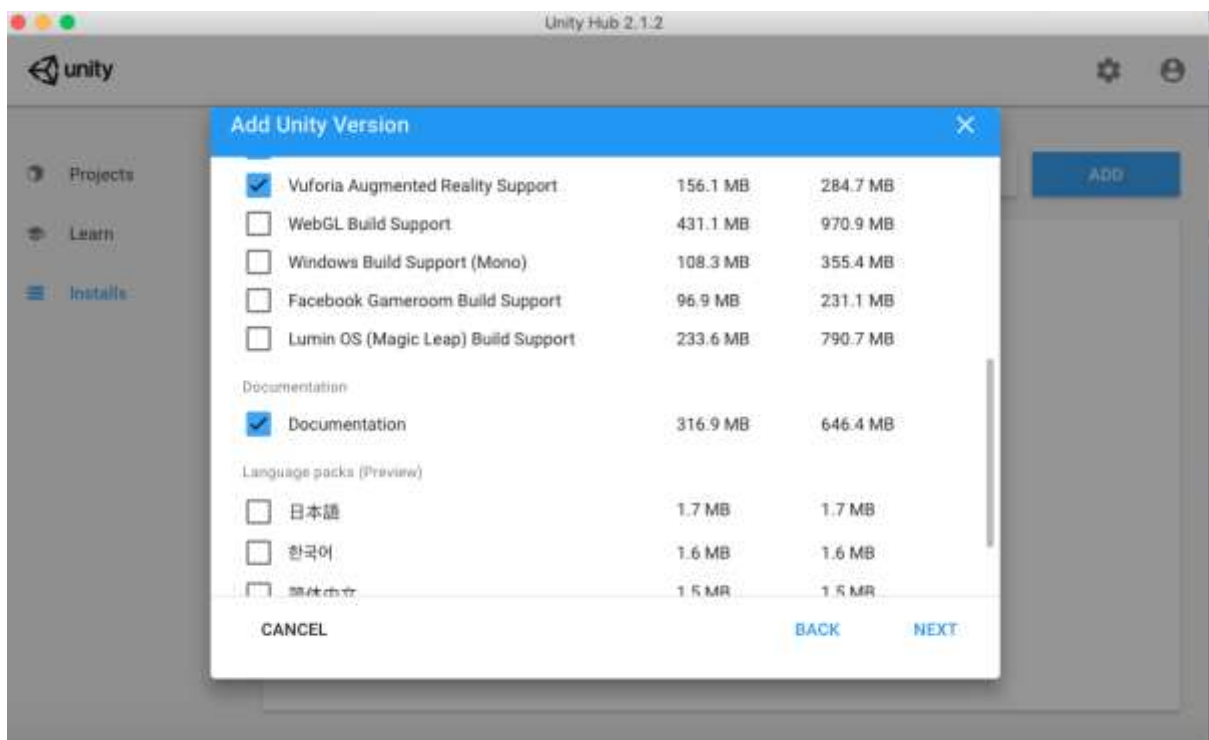 Unity Hub 2.1.2
unity
Add Unity Version
Projects
ADD
Vuforia Augmented Reality Support 156.1 MB 284.7 MB
WebGL Build Support 431.1 MB 970.9 MB
Learn
Windows Build Support (Mono) 108.3 MB 355.4 MB
Installs
Facebook Gameroom Build Support 96.9 MB 231.1 MB
Lumin OS (Magic Leap) Build Support 233.6 MB 790.7 MB
Documentation
Documentation 316.9 MB 646.4 MB
Language packs (Preview)
日本語 1.7 MB 1.7 MB
한국어 1.6 MB 1.6 MB
简体中文 1.5 MB 1.5 MB
CANCEL BACK NEXT